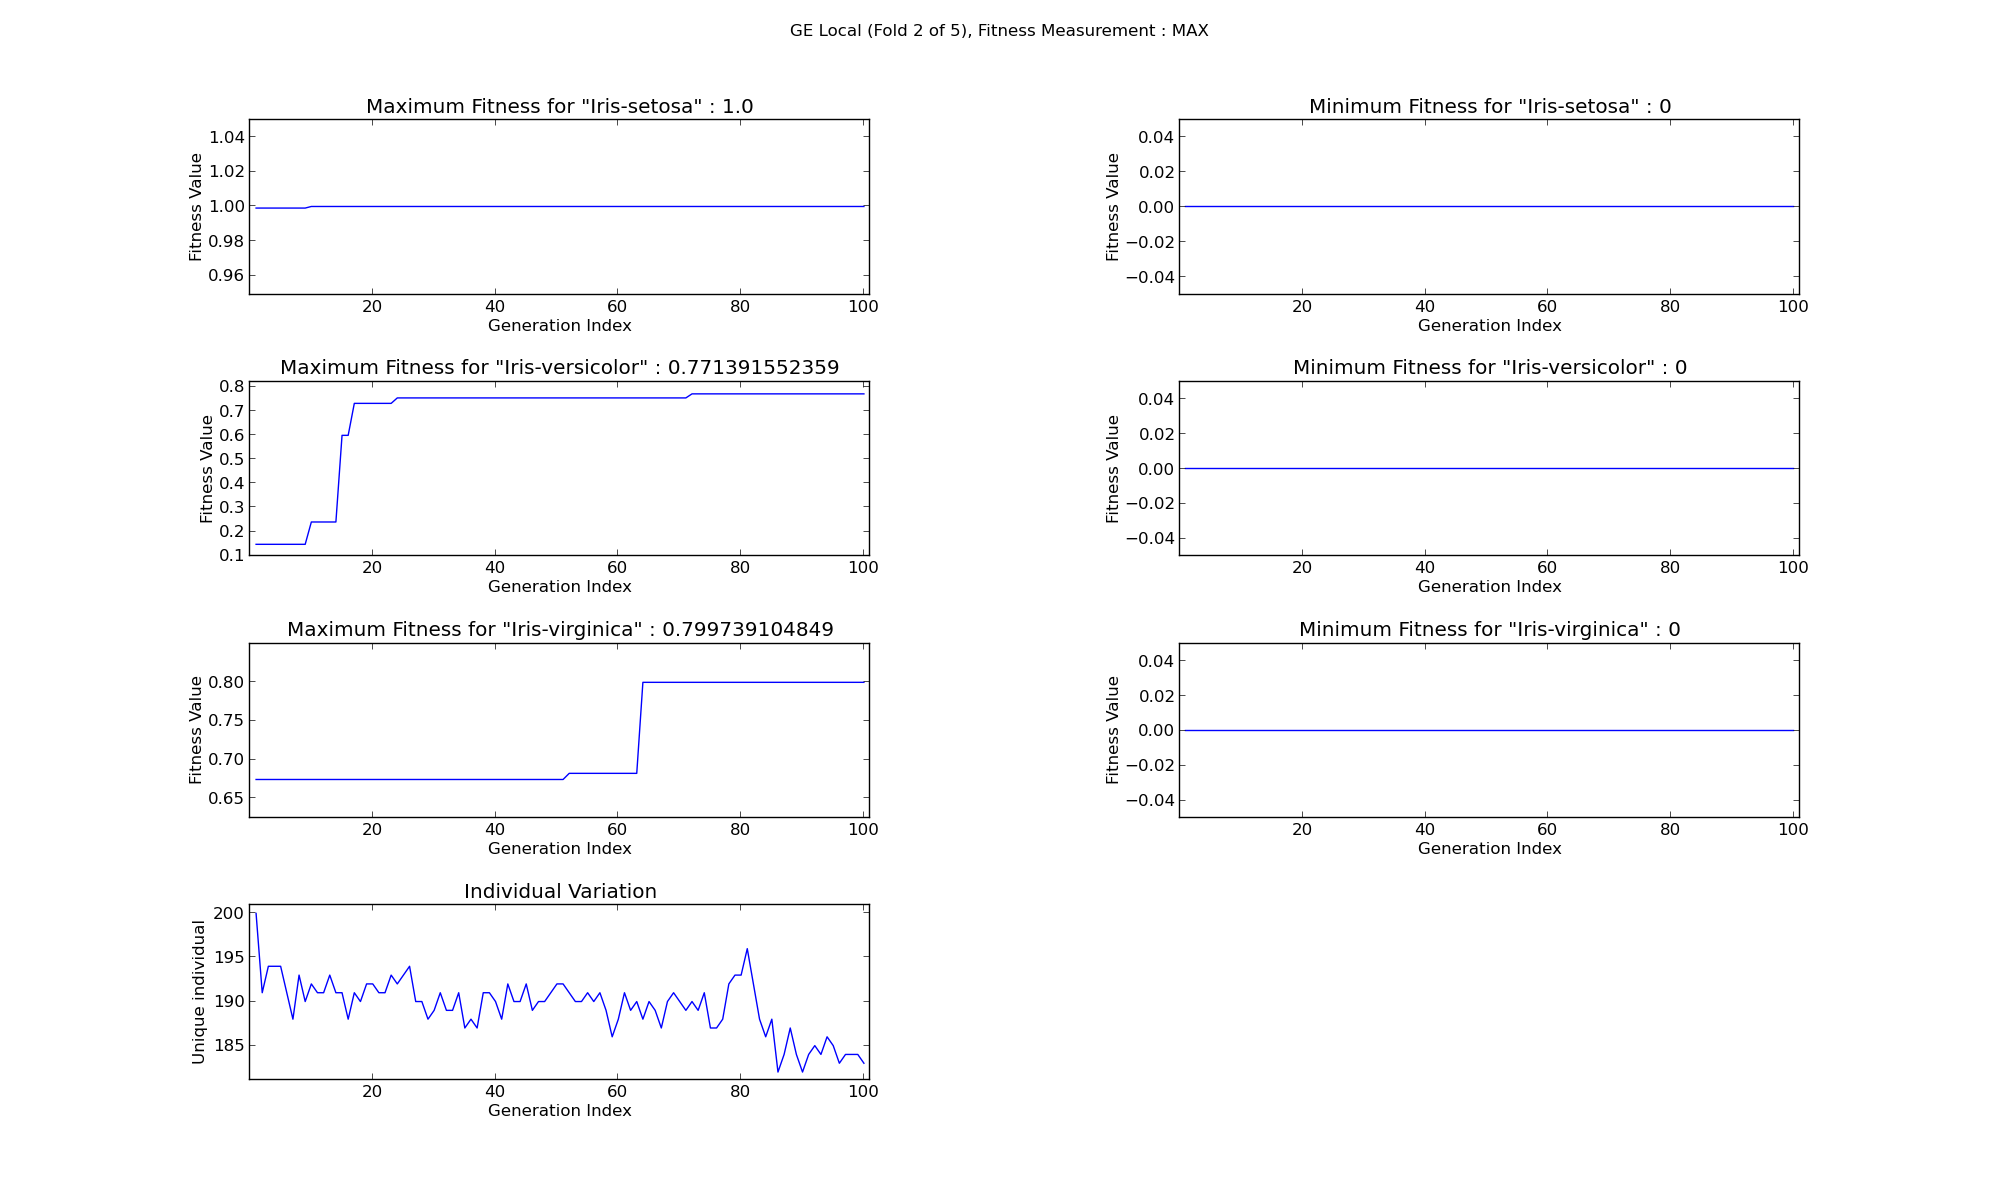 GE Local (Fold 2 of 5), Fitness Measurement : MAX
Maximum Fitness for "Iris-setosa" : 1.0
Fitness Value
1.04
1.02
1.00
0.98
0.96
20 40 60 80 100
Generation Index
Minimum Fitness for "Iris-setosa" : 0
Fitness Value
0.04
0.02
0.00
−0.02
−0.04
20 40 60 80 100
Generation Index
Maximum Fitness for "Iris-versicolor" : 0.771391552359
Fitness Value
0.8
0.7
0.6
0.5
0.4
0.3
0.2
0.1
20 40 60 80 100
Generation Index
Minimum Fitness for "Iris-versicolor" : 0
Fitness Value
0.04
0.02
0.00
−0.02
−0.04
20 40 60 80 100
Generation Index
Maximum Fitness for "Iris-virginica" : 0.799739104849
Fitness Value
0.80
0.75
0.70
0.65
20 40 60 80 100
Generation Index
Minimum Fitness for "Iris-virginica" : 0
Fitness Value
0.04
0.02
0.00
−0.02
−0.04
20 40 60 80 100
Generation Index
Individual Variation
Unique individual
200
195
190
185
20 40 60 80 100
Generation Index